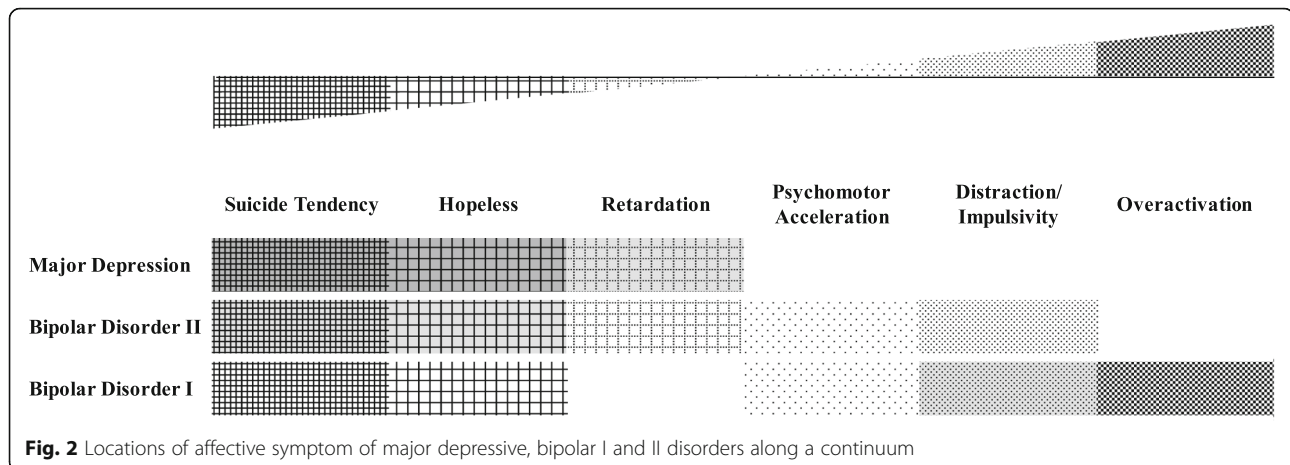 Suicide Tendency Hopeless Retardation Psychomotor Acceleration Distraction/ Impulsivity Overactivation
Major Depression
Bipolar Disorder II
Bipolar Disorder I
Fig. 2 Locations of affective symptom of major depressive, bipolar I and II disorders along a continuum